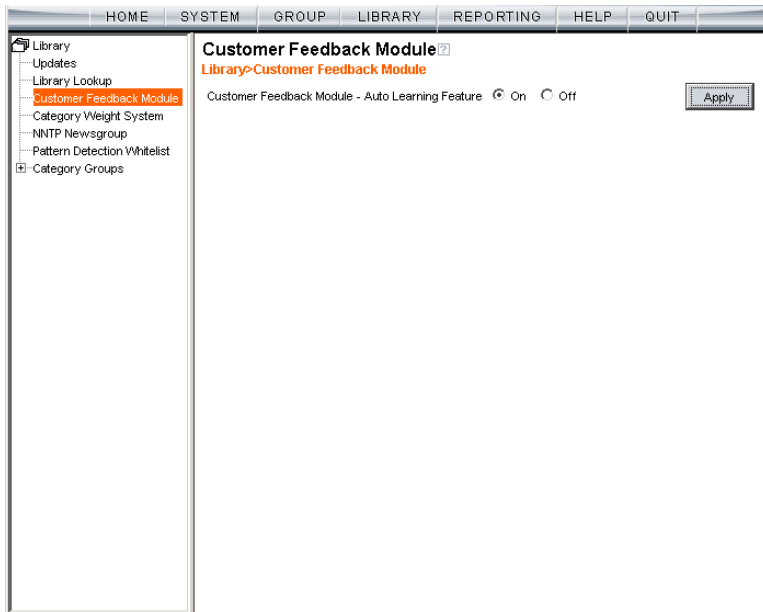 HOME SYSTEM GROUP LIBRARY REPORTING HELP QUIT
Library
Updates
Library Lookup
Customer Feedback Module
Category Weight System
NNTP Newsgroup
Pattern Detection Whitelist
Category Groups
Customer Feedback Module?
Library>Customer Feedback Module
Customer Feedback Module - Auto Learning Feature On Off
Apply